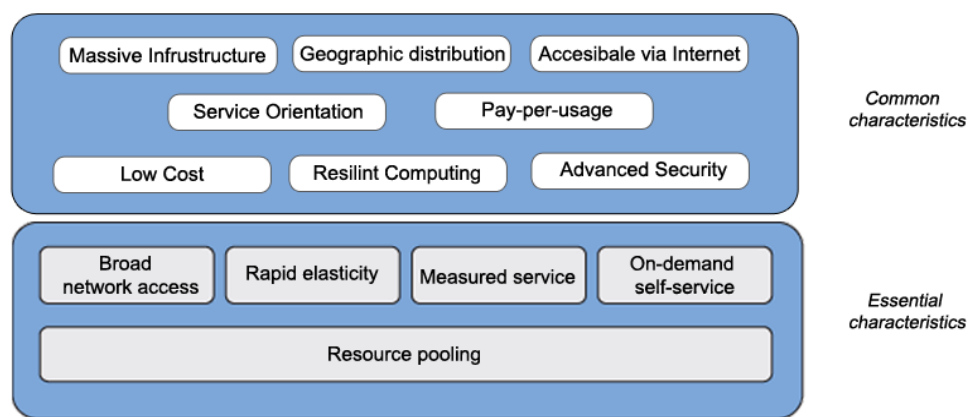 Massive Infrustructure
Geographic distribution
Accesibale via Internet
Service Orientation
Pay-per-usage
Low Cost
Resilint Computing
Advanced Security
Common
characteristics
Broad
network access
Rapid elasticity
Measured service
On-demand
self-service
Resource pooling
Essential
characteristics